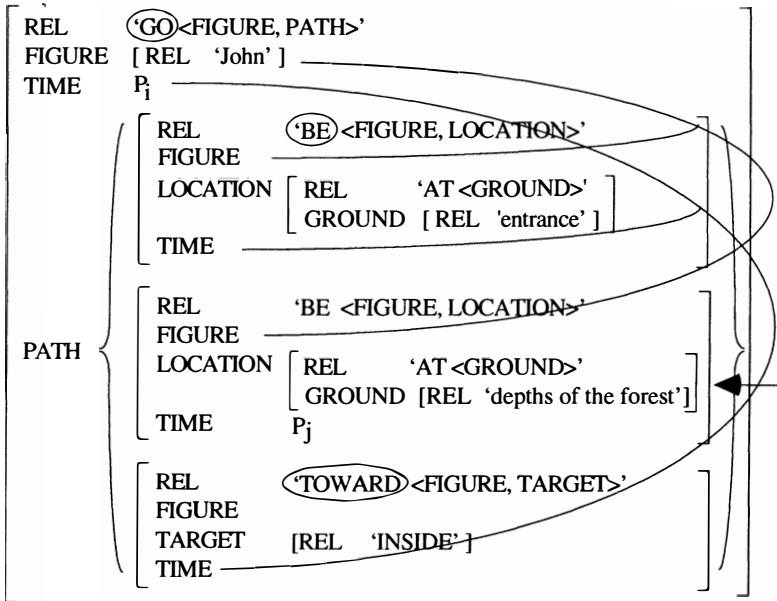 REL ‘GO<FIGURE, PATH>’
FIGURE [ REL ‘John’ ]
TIME Pi
REL ‘BE <FIGURE, LOCATION>’
FIGURE
LOCATION REL ‘AT <GROUND>'
GROUND [ REL 'entrance’ ]
TIME
REL ‘BE <FIGURE, LOCATION>’
FIGURE
PATH
LOCATION REL ‘AT <GROUND>’
GROUND [REL ‘depths of the forest’]
TIME Pj
REL ‘TOWARD <FIGURE, TARGET>’
FIGURE
TARGET [REL ‘INSIDE’ ]
TIME